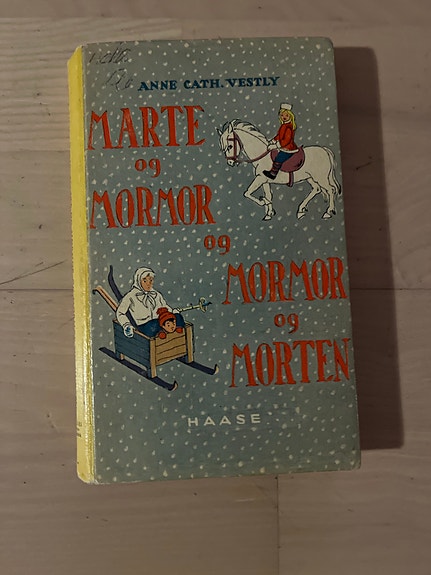 ANNE CATH. VESTLY
MARTE
og
MORMOR
og
MORMOR
og
MORTEN
HAASE